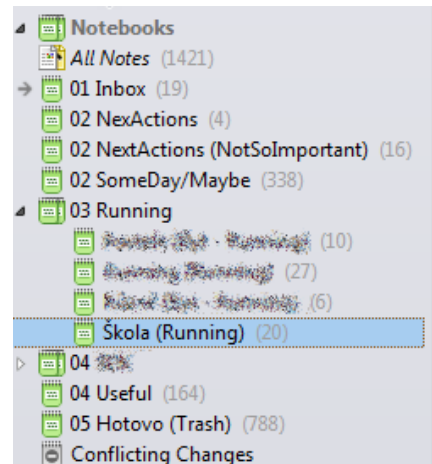 Notebooks
All Notes (1421)
01 Inbox (19)
02 NexActions (4)
02 NextActions (NotSoImportant) (16)
02 SomeDay/Maybe (338)
03 Running
(10)
(27)
(6)
Škola (Running) (20)
04
04 Useful (164)
05 Hotovo (Trash) (788)
Conflicting Changes